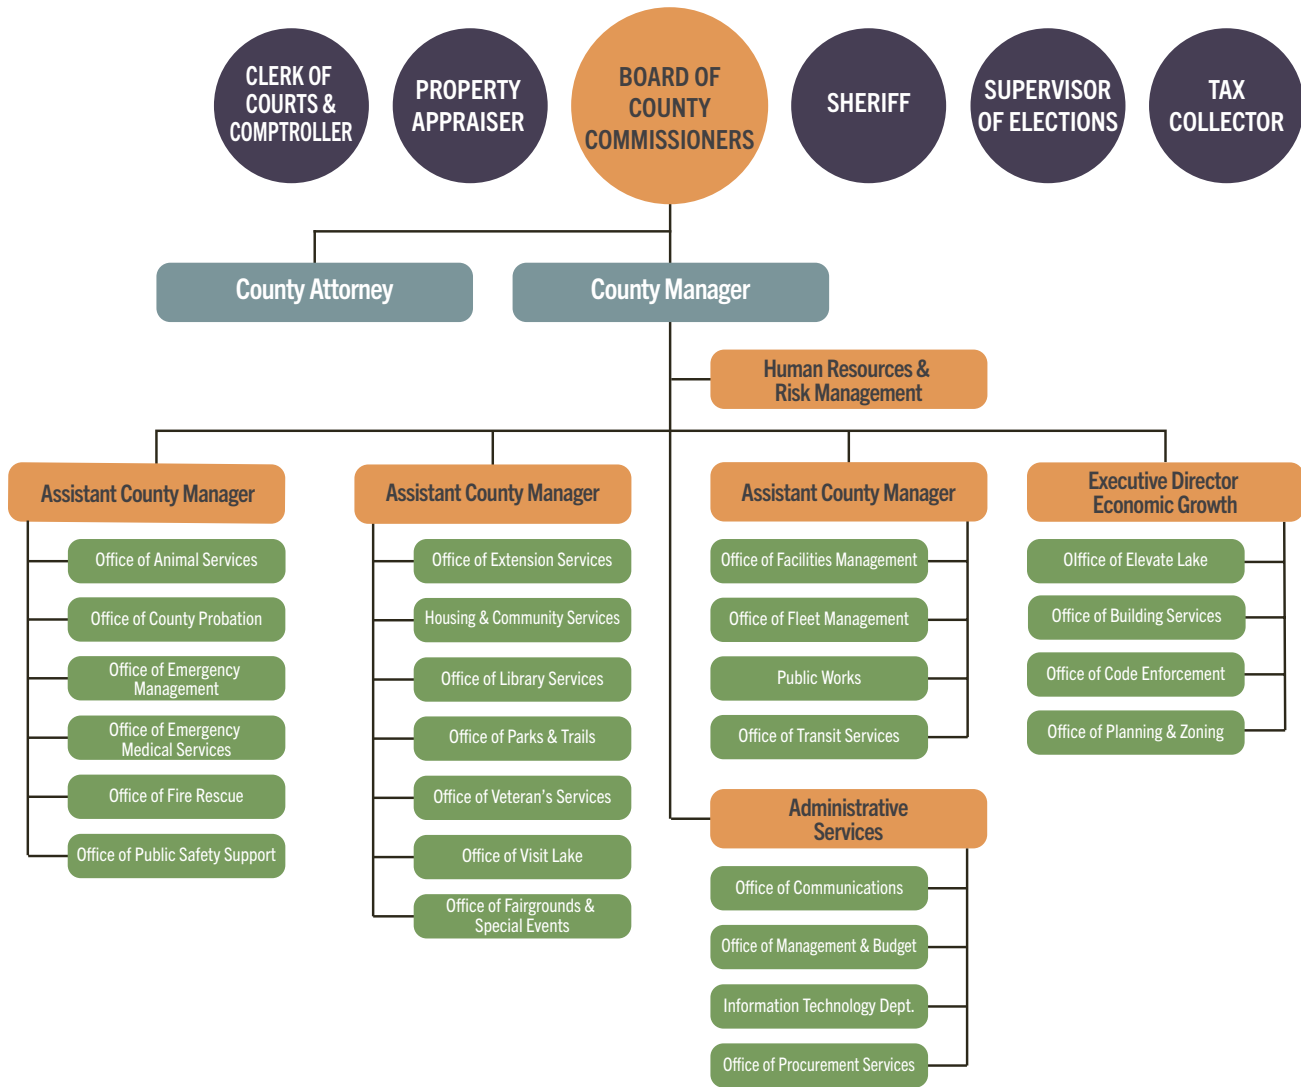 CLERK OF
COURTS &
COMPTROLLER
PROPERTY
APPRAISER
BOARD OF
COUNTY
COMMISSIONERS
SHERIFF
SUPERVISOR
OF ELECTIONS
TAX
COLLECTOR
County Attorney
County Manager
Human Resources &
Risk Management
Assistant County Manager
Office of Animal Services
Office of County Probation
Office of Emergency
Management
Office of Emergency
Medical Services
Office of Fire Rescue
Office of Public Safety Support
Assistant County Manager
Office of Extension Services
Housing & Community Services
Office of Library Services
Office of Parks & Trails
Office of Veteran's Services
Office of Visit Lake
Office of Fairgrounds &
Special Events
Assistant County Manager
Office of Facilities Management
Office of Fleet Management
Public Works
Office of Transit Services
Executive Director
Economic Growth
OIffice of Elevate Lake
Office of Building Services
Office of Code Enforcement
Office of Planning & Zoning
Administrative
Services
Office of Communications
Office of Management & Budget
Information Technology Dept.
Office of Procurement Services